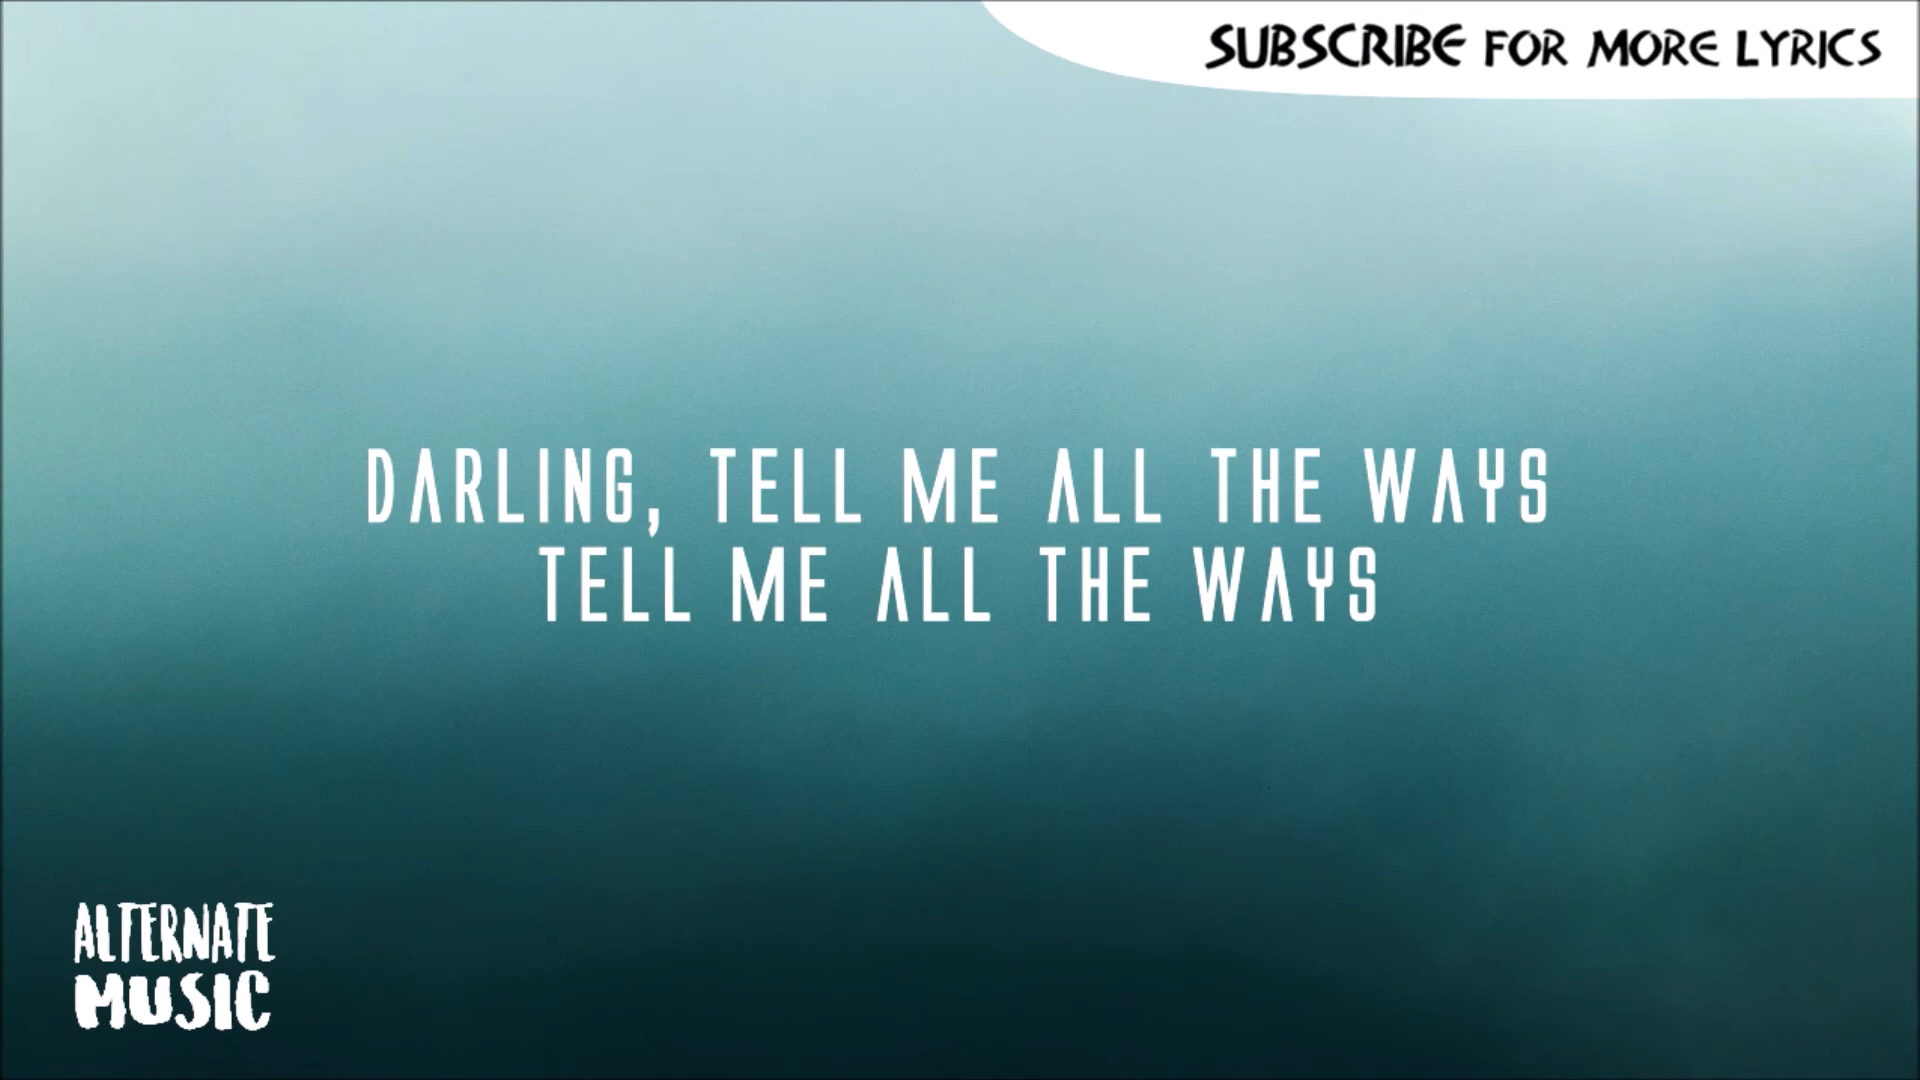 SUBSCRIBE FOR MORE LYRICS
DARLING, TELL ME ALL THE WAYS
TELL ME ALL THE WAYS
ALTERNATE
MUSIC